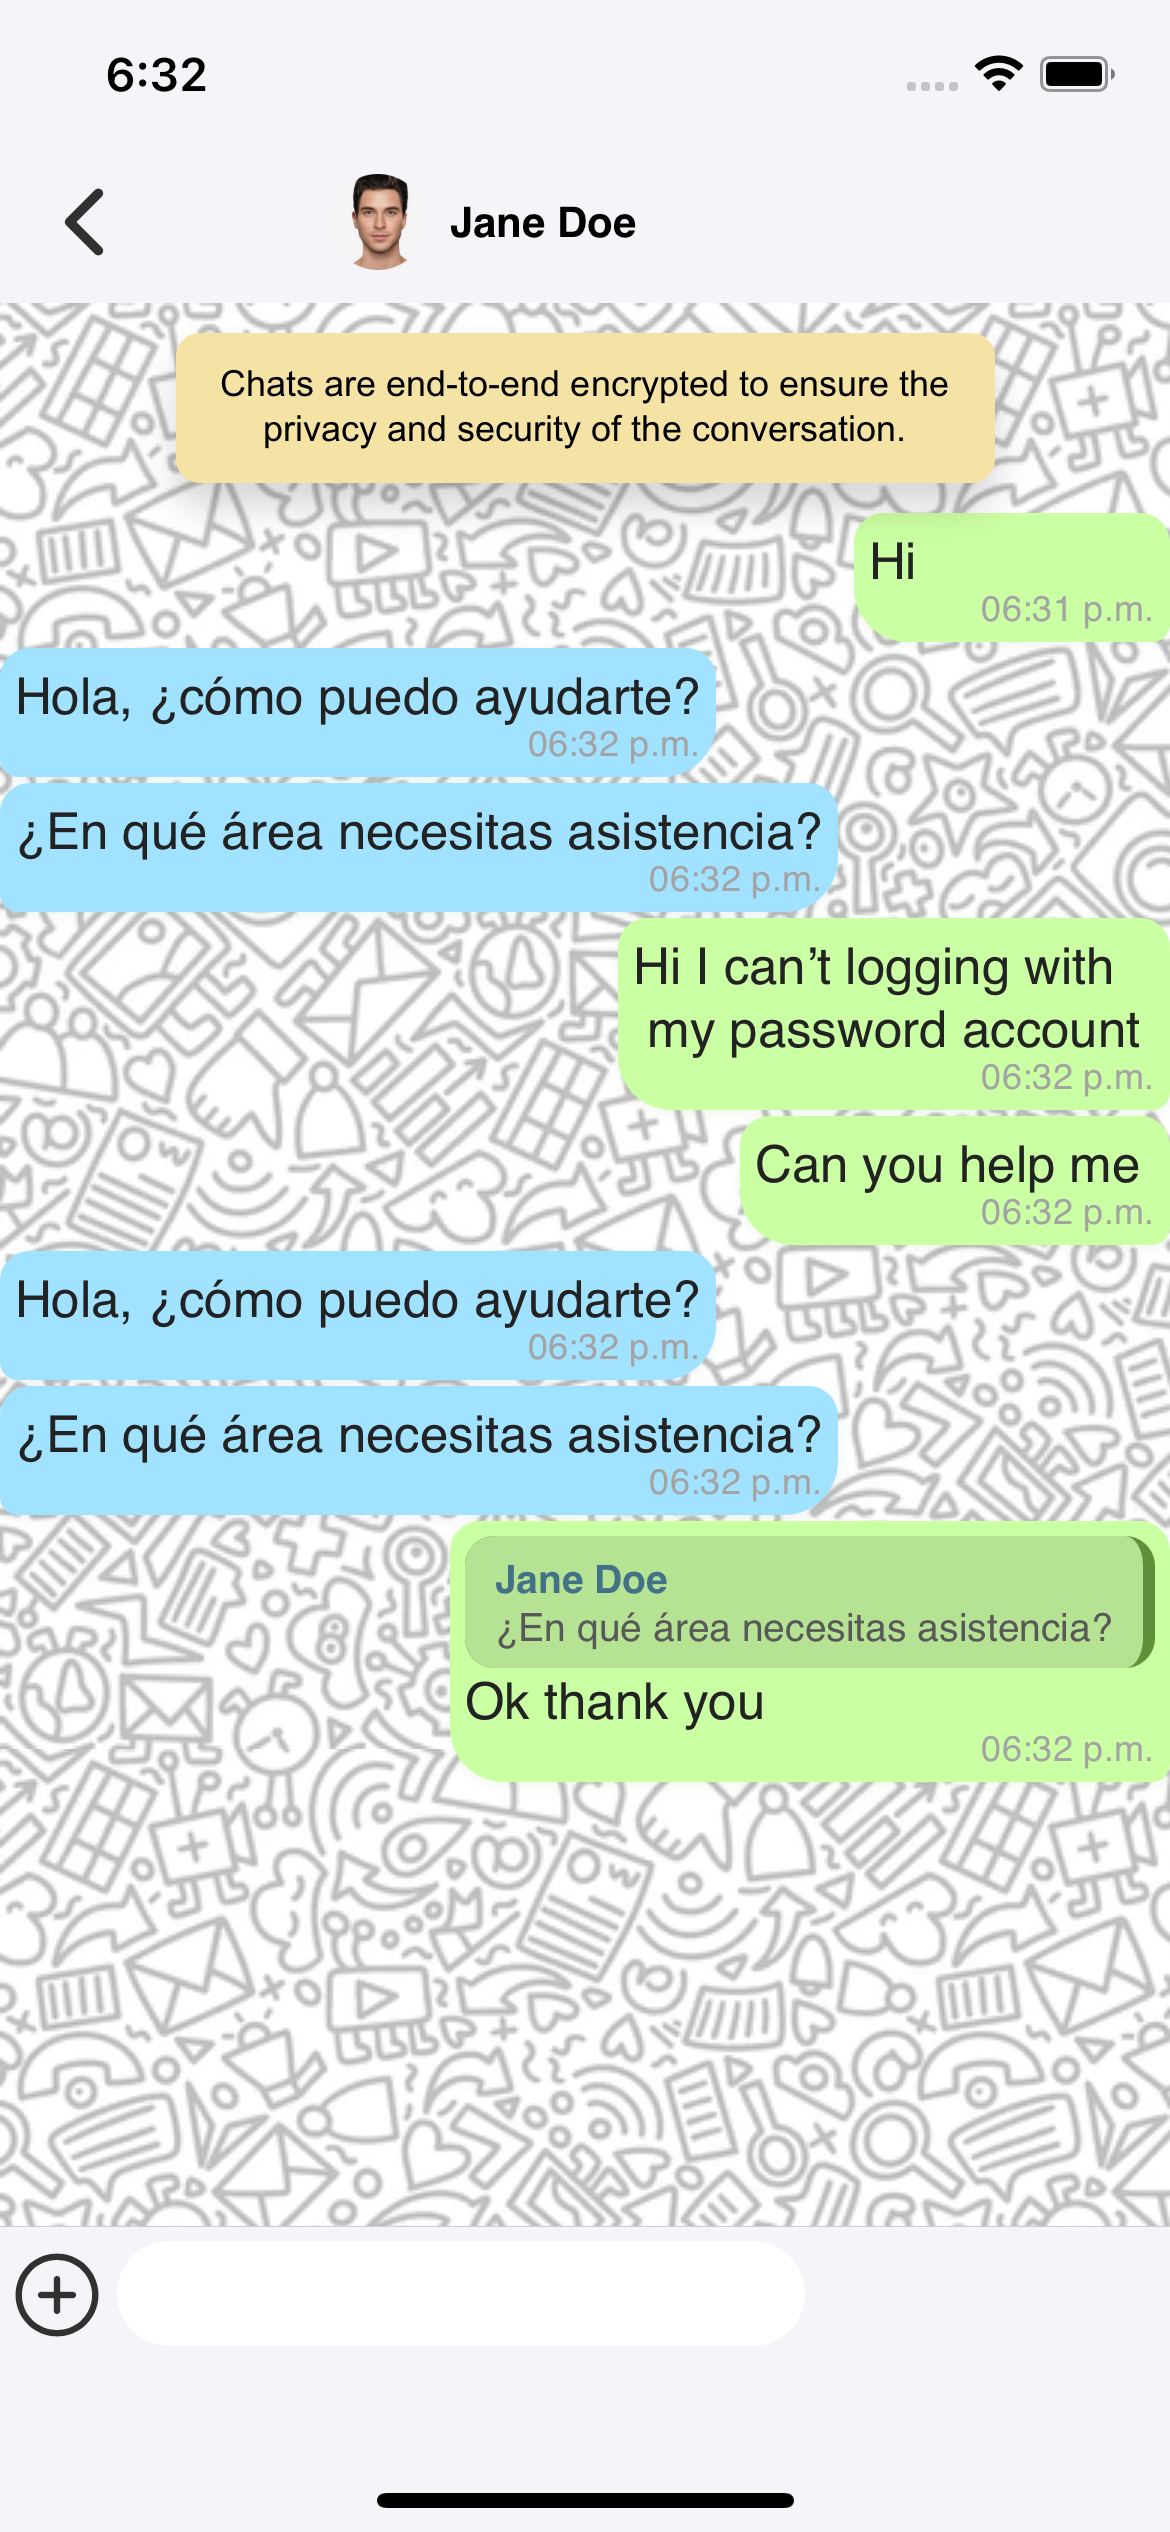 6:32
Jane Doe
Chats are end-to-end encrypted to ensure the
privacy and security of the conversation.
Hi
06:31 p.m.
Hola, ¿cómo puedo ayudarte?
06:32 p.m.
¿En qué área necesitas asistencia?
06:32 p.m.
Hi I can’t logging with
my password account
06:32 p.m.
Can you help me
06:32 p.m.
Hola, ¿cómo puedo ayudarte?
06:32 p.m.
¿En qué área necesitas asistencia?
06:32 p.m.
Jane Doe
¿En qué área necesitas asistencia?
Ok thank you
06:32 p.m.